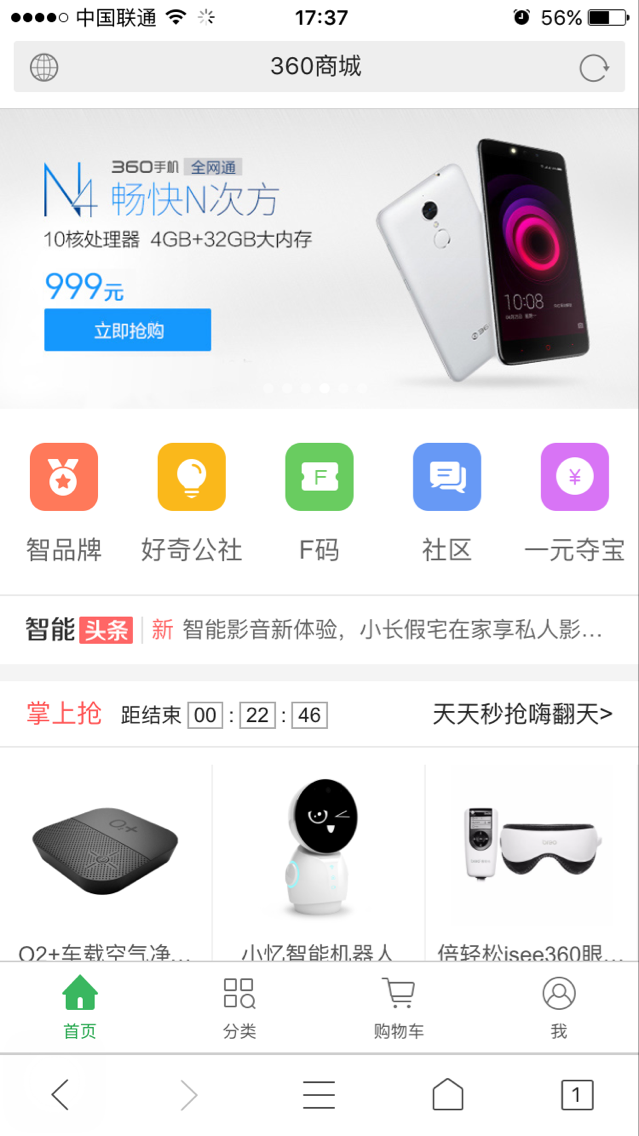 中国联通 17:37 56%
360商城
N4 360手机 全网通
畅快N次方
10核处理器 4GB+32GB大内存
999元
立即抢购
10:08
智品牌 好奇公社 F码 社区 一元夺宝
智能头条 新 智能影音新体验，小长假宅在家享私人影…
掌上抢 距结束 00 : 22 : 46 天天秒抢嗨翻天>
O2+车载空气净… 小忆智能机器人 倍轻松isee360眼…
首页 分类 购物车 我
1